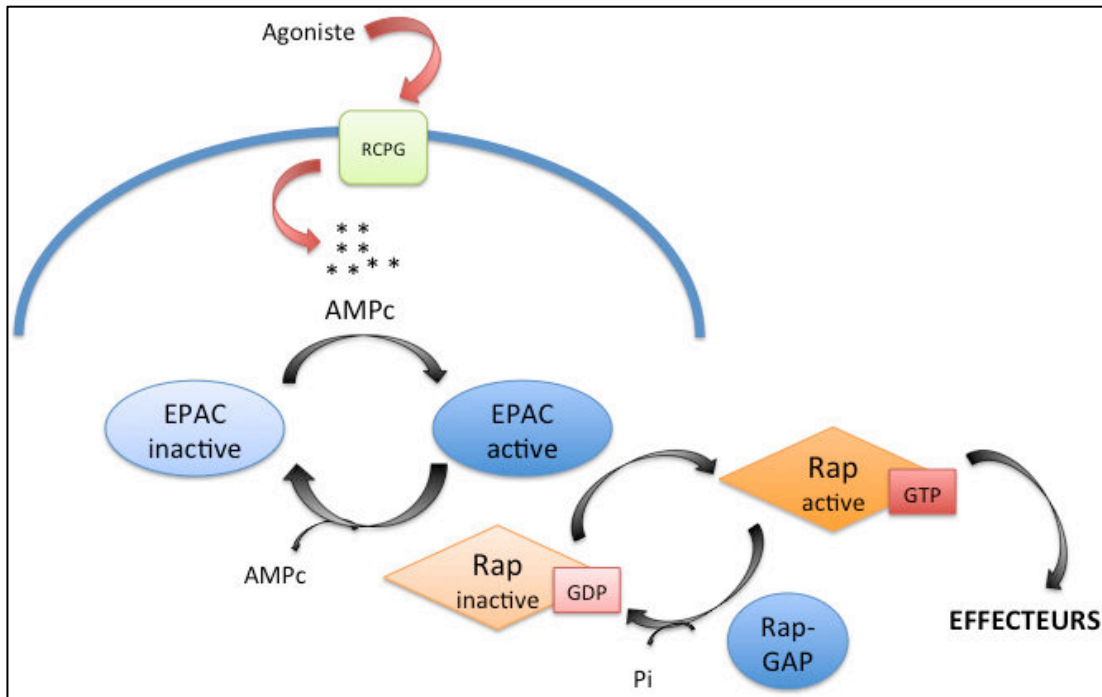 Agoniste
RCPG
* *
* *
* * * *
AMPc
EPAC
inactive
EPAC
active
Rap
active
GTP
AMPc
Rap
inactive
GDP
EFFECTEURS
Rap-
GAP
Pi